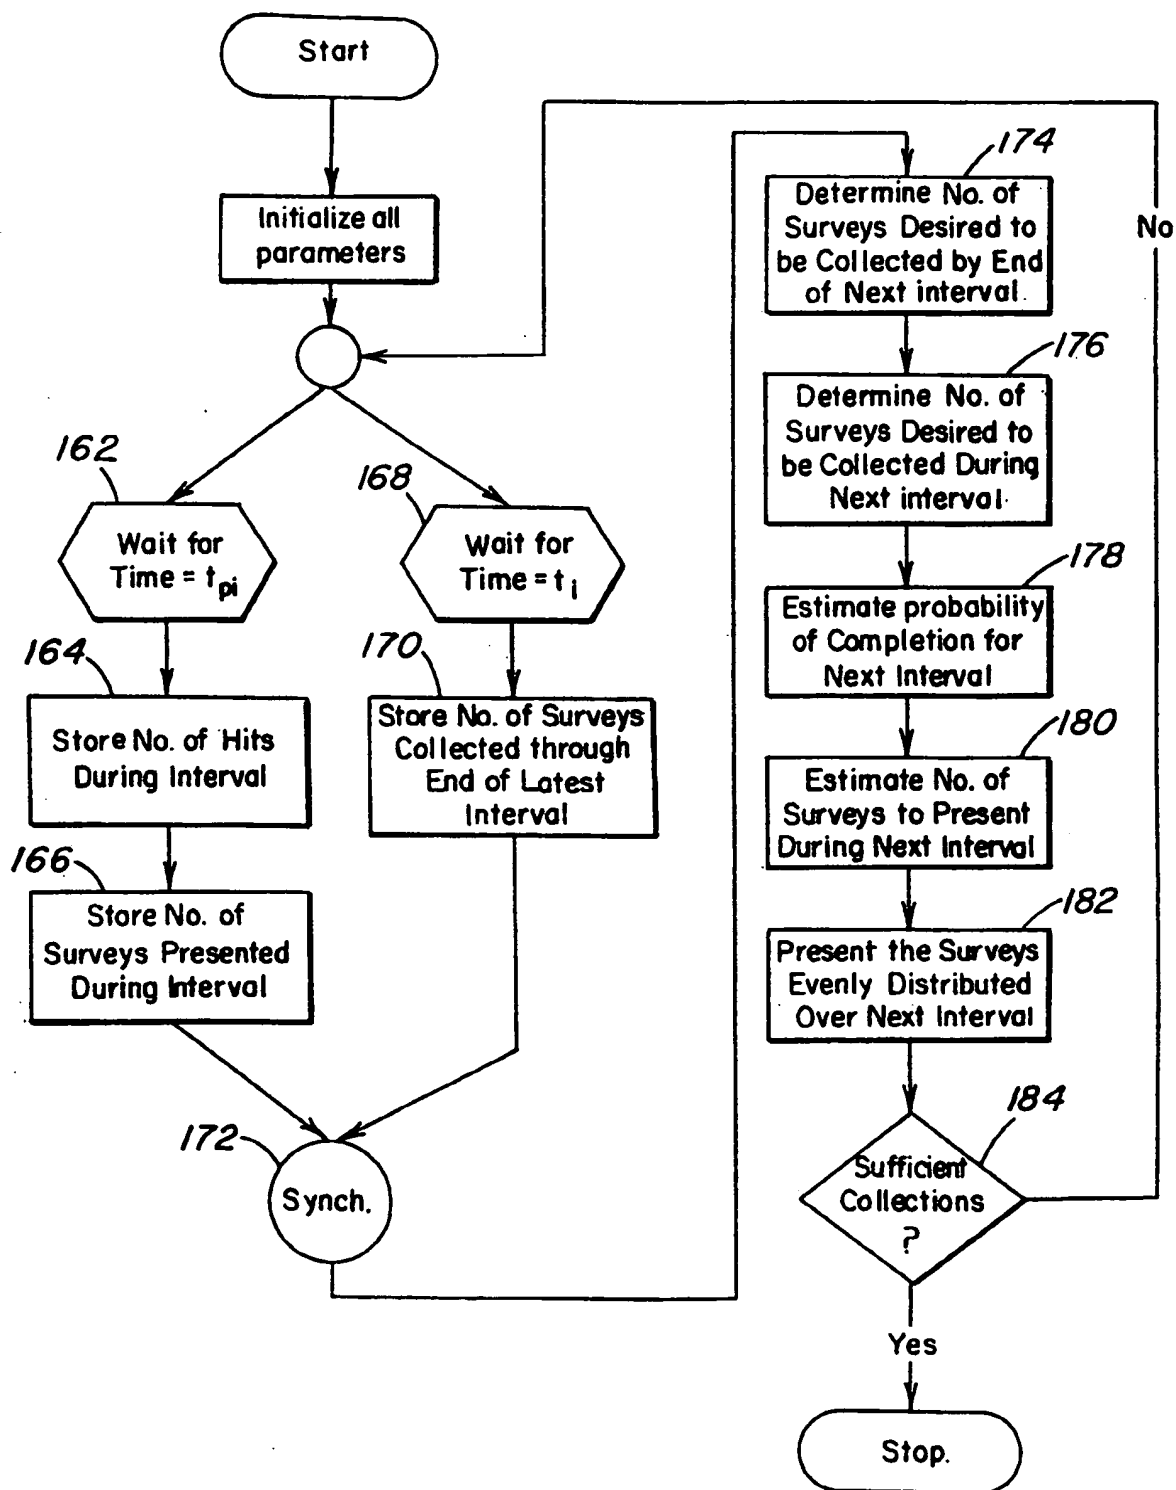 Start
Initialize all
parameters
162
Wait for
Time = tpi
164
Store No. of Hits
During Interval
166
Store No. of
Surveys Presented
During Interval
168
Wait for
Time = ti
170
Store No. of Surveys
Collected through
End of Latest
Interval
172
Synch.
174
Determine No. of
Surveys Desired to
be Collected by End
of Next interval.
176
Determine No. of
Surveys Desired to
be Collected During
Next interval.
178
Estimate probability
of Completion for
Next Interval
180
Estimate No. of
Surveys to Present
During Next Interval
182
Present the Surveys
Evenly Distributed
Over Next Interval
184
Sufficient
Collections
?
No
Yes
Stop.